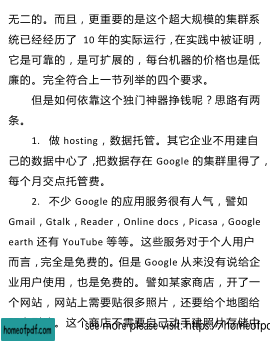 无二的。而且，更重要的是这个超大规模的集群系
统已经经历了 10 年的实际运行，在实践中被证明，
它是可靠的，是可扩展的，每台机器的价格也是低
廉的。完全符合上一节列举的四个要求。
但是如何依靠这个独门神器挣钱呢？思路有两
条。
1. 做 hosting，数据托管。其它企业不用建自
己的数据中心了，把数据存在 Google 的集群里得了，
每个月交点托管费。
2. 不少 Google 的应用服务很有人气，譬如
Gmail，Gtalk，Reader，Online docs，Picasa，Google
earth 还有 YouTube 等等。这些服务对于个人用户
而言，完全是免费的。但是 Google 从来没有说给企
业用户使用，也是免费的。譬如某家商店，开了一
个网站，网站上需要贴很多照片，还要给个地图给
这个商店不需要自己动手建照片存储中
homeofpdf.com
see more please visit: https://homeofpdf.com